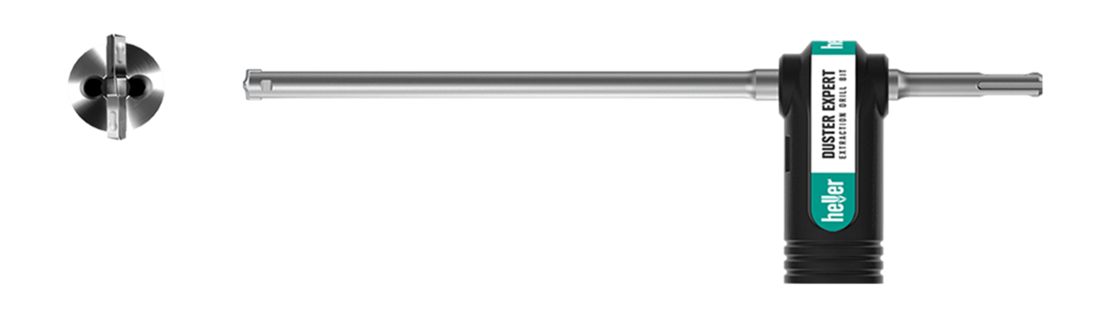 heller
DUSTER EXPERT
EXTRACTION DRILL BIT
heller